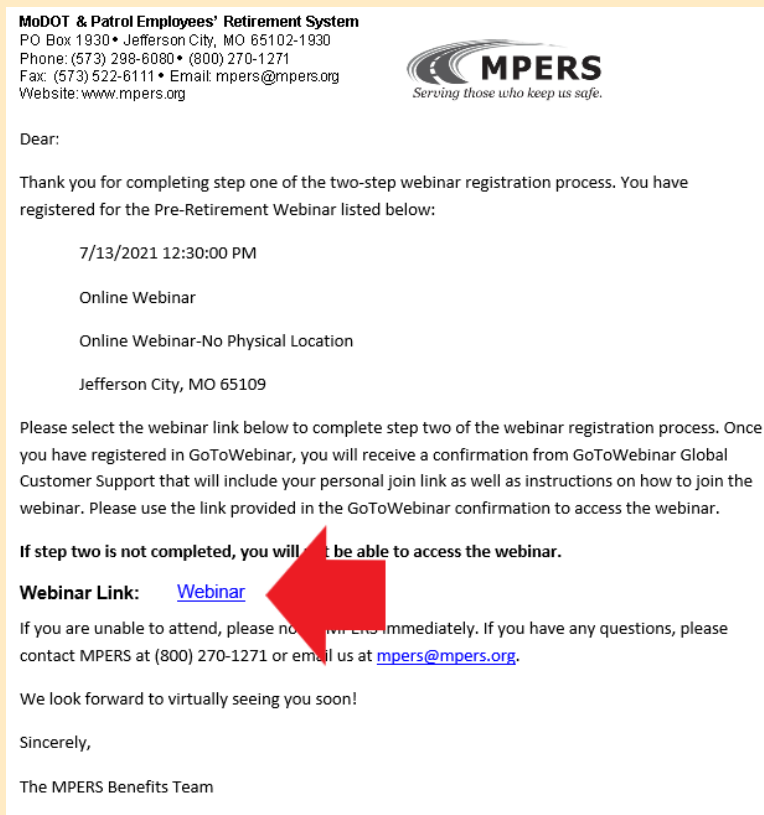 MoDOT & Patrol Employees' Retirement System
PO Box 1930• Jefferson City, MO 65102-1930
Phone: (573) 298-6080• (800) 270-1271
Fax: (573) 522-6111 • Email: mpers@mpers.org
Website: www.mpers.org
MPERS
Serving those who keep us safe.
Dear:
Thank you for completing step one of the two-step webinar registration process. You have
registered for the Pre-Retirement Webinar listed below:
7/13/2021 12:30:00 PM
Online Webinar
Online Webinar-No Physical Location
Jefferson City, MO 65109
Please select the webinar link below to complete step two of the webinar registration process. Once
you have registered in GoToWebinar, you will receive a confirmation from GoToWebinar Global
Customer Support that will include your personal join link as well as instructions on how to join the
webinar. Please use the link provided in the GoToWebinar confirmation to access the webinar.
If step two is not completed, you will be able to access the webinar.
Webinar Link: Webinar
If you are unable to attend, please MPERS immediately. If you have any questions, please
contact MPERS at (800) 270-1271 or email us at mpers@mpers.org.
We look forward to virtually seeing you soon!
Sincerely,
The MPERS Benefits Team